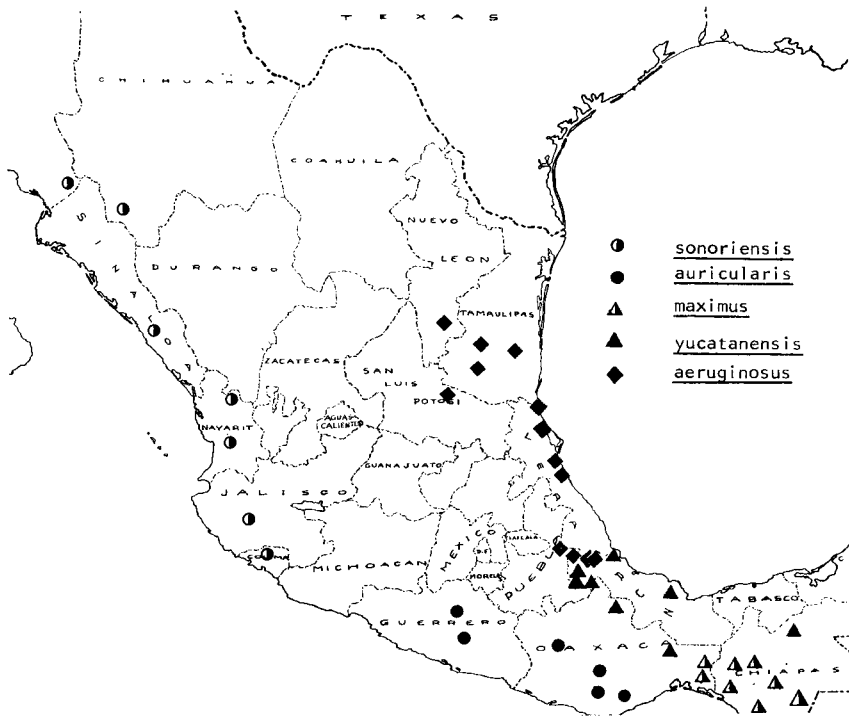 TEXAS
CHIHUAHUA
COAHUILA
NUEVO
LEON
SINALOA
DURANGO
TAMAULIPAS
ZACATECAS
SAN
LUIS
POTOSI
NAYARIT
AGUAS
CALIENTES
GUANAJUATO
JALISCO
COLIMA
MICHOACAN
MEXICO
D.F.
MORELOS
TLAXCALA
PUEBLA
GUERRERO
OAXACA
TABASCO
CHIAPAS
sonoriensis
auricularis
maximus
yucatanensis
aeruginosus